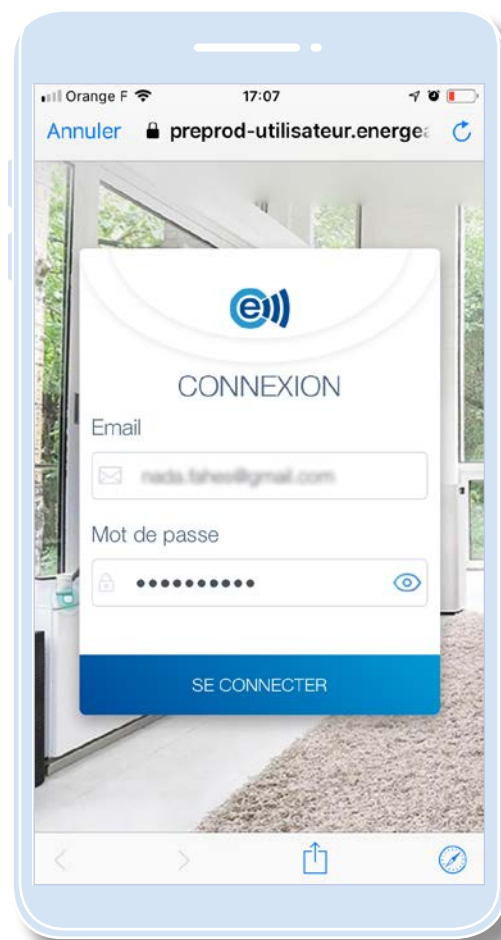 Orange F 17:07
Annuler preprod-utilisateur.energe
e
CONNEXION
Email
Mot de passe
SE CONNECTER